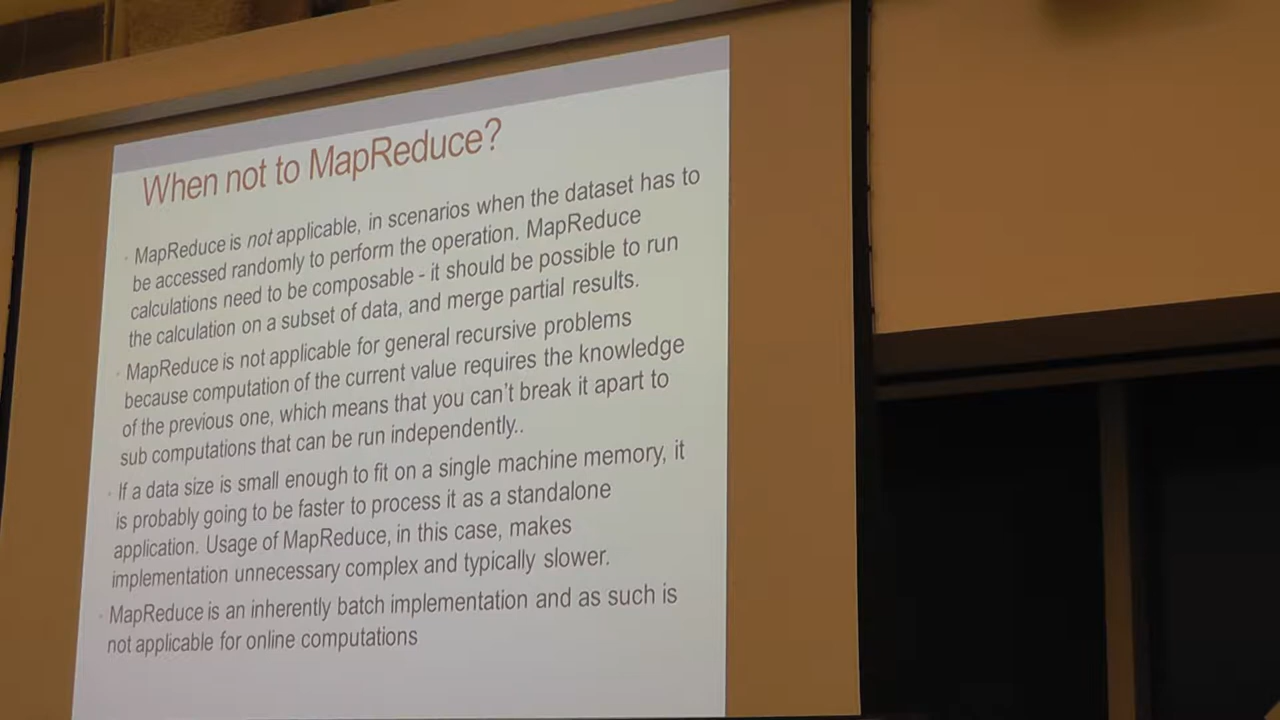 When not to MapReduce?
MapReduce is not applicable, in scenarios when the dataset has to
be accessed randomly to perform the operation. MapReduce
calculations need to be composable - it should be possible to run
the calculation on a subset of data, and merge partial results.
MapReduce is not applicable for general recursive problems
because computation of the current value requires the knowledge
of the previous one, which means that you can't break it apart to
sub computations that can be run independently..
If a data size is small enough to fit on a single machine memory, it
is probably going to be faster to process it as a standalone
application. Usage of MapReduce, in this case, makes
implementation unnecessary complex and typically slower.
MapReduce is an inherently batch implementation and as such is
not applicable for online computations